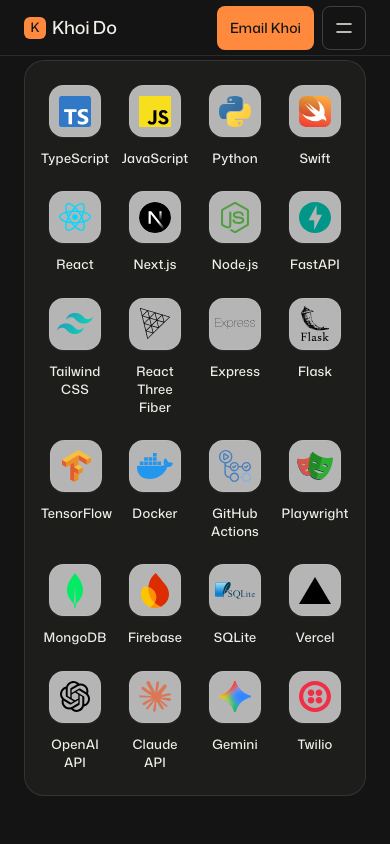 K Khoi Do
Email Khoi
TS
JS
TypeScript JavaScript Python Swift
N
JS
React Next.js Node.js FastAPI
Express
Flask
Tailwind CSS
React Three Fiber
Express
Flask
TensorFlow Docker GitHub Actions Playwright
SQLite
MongoDB Firebase SQLite Vercel
OpenAI API
Claude API
Gemini
Twilio